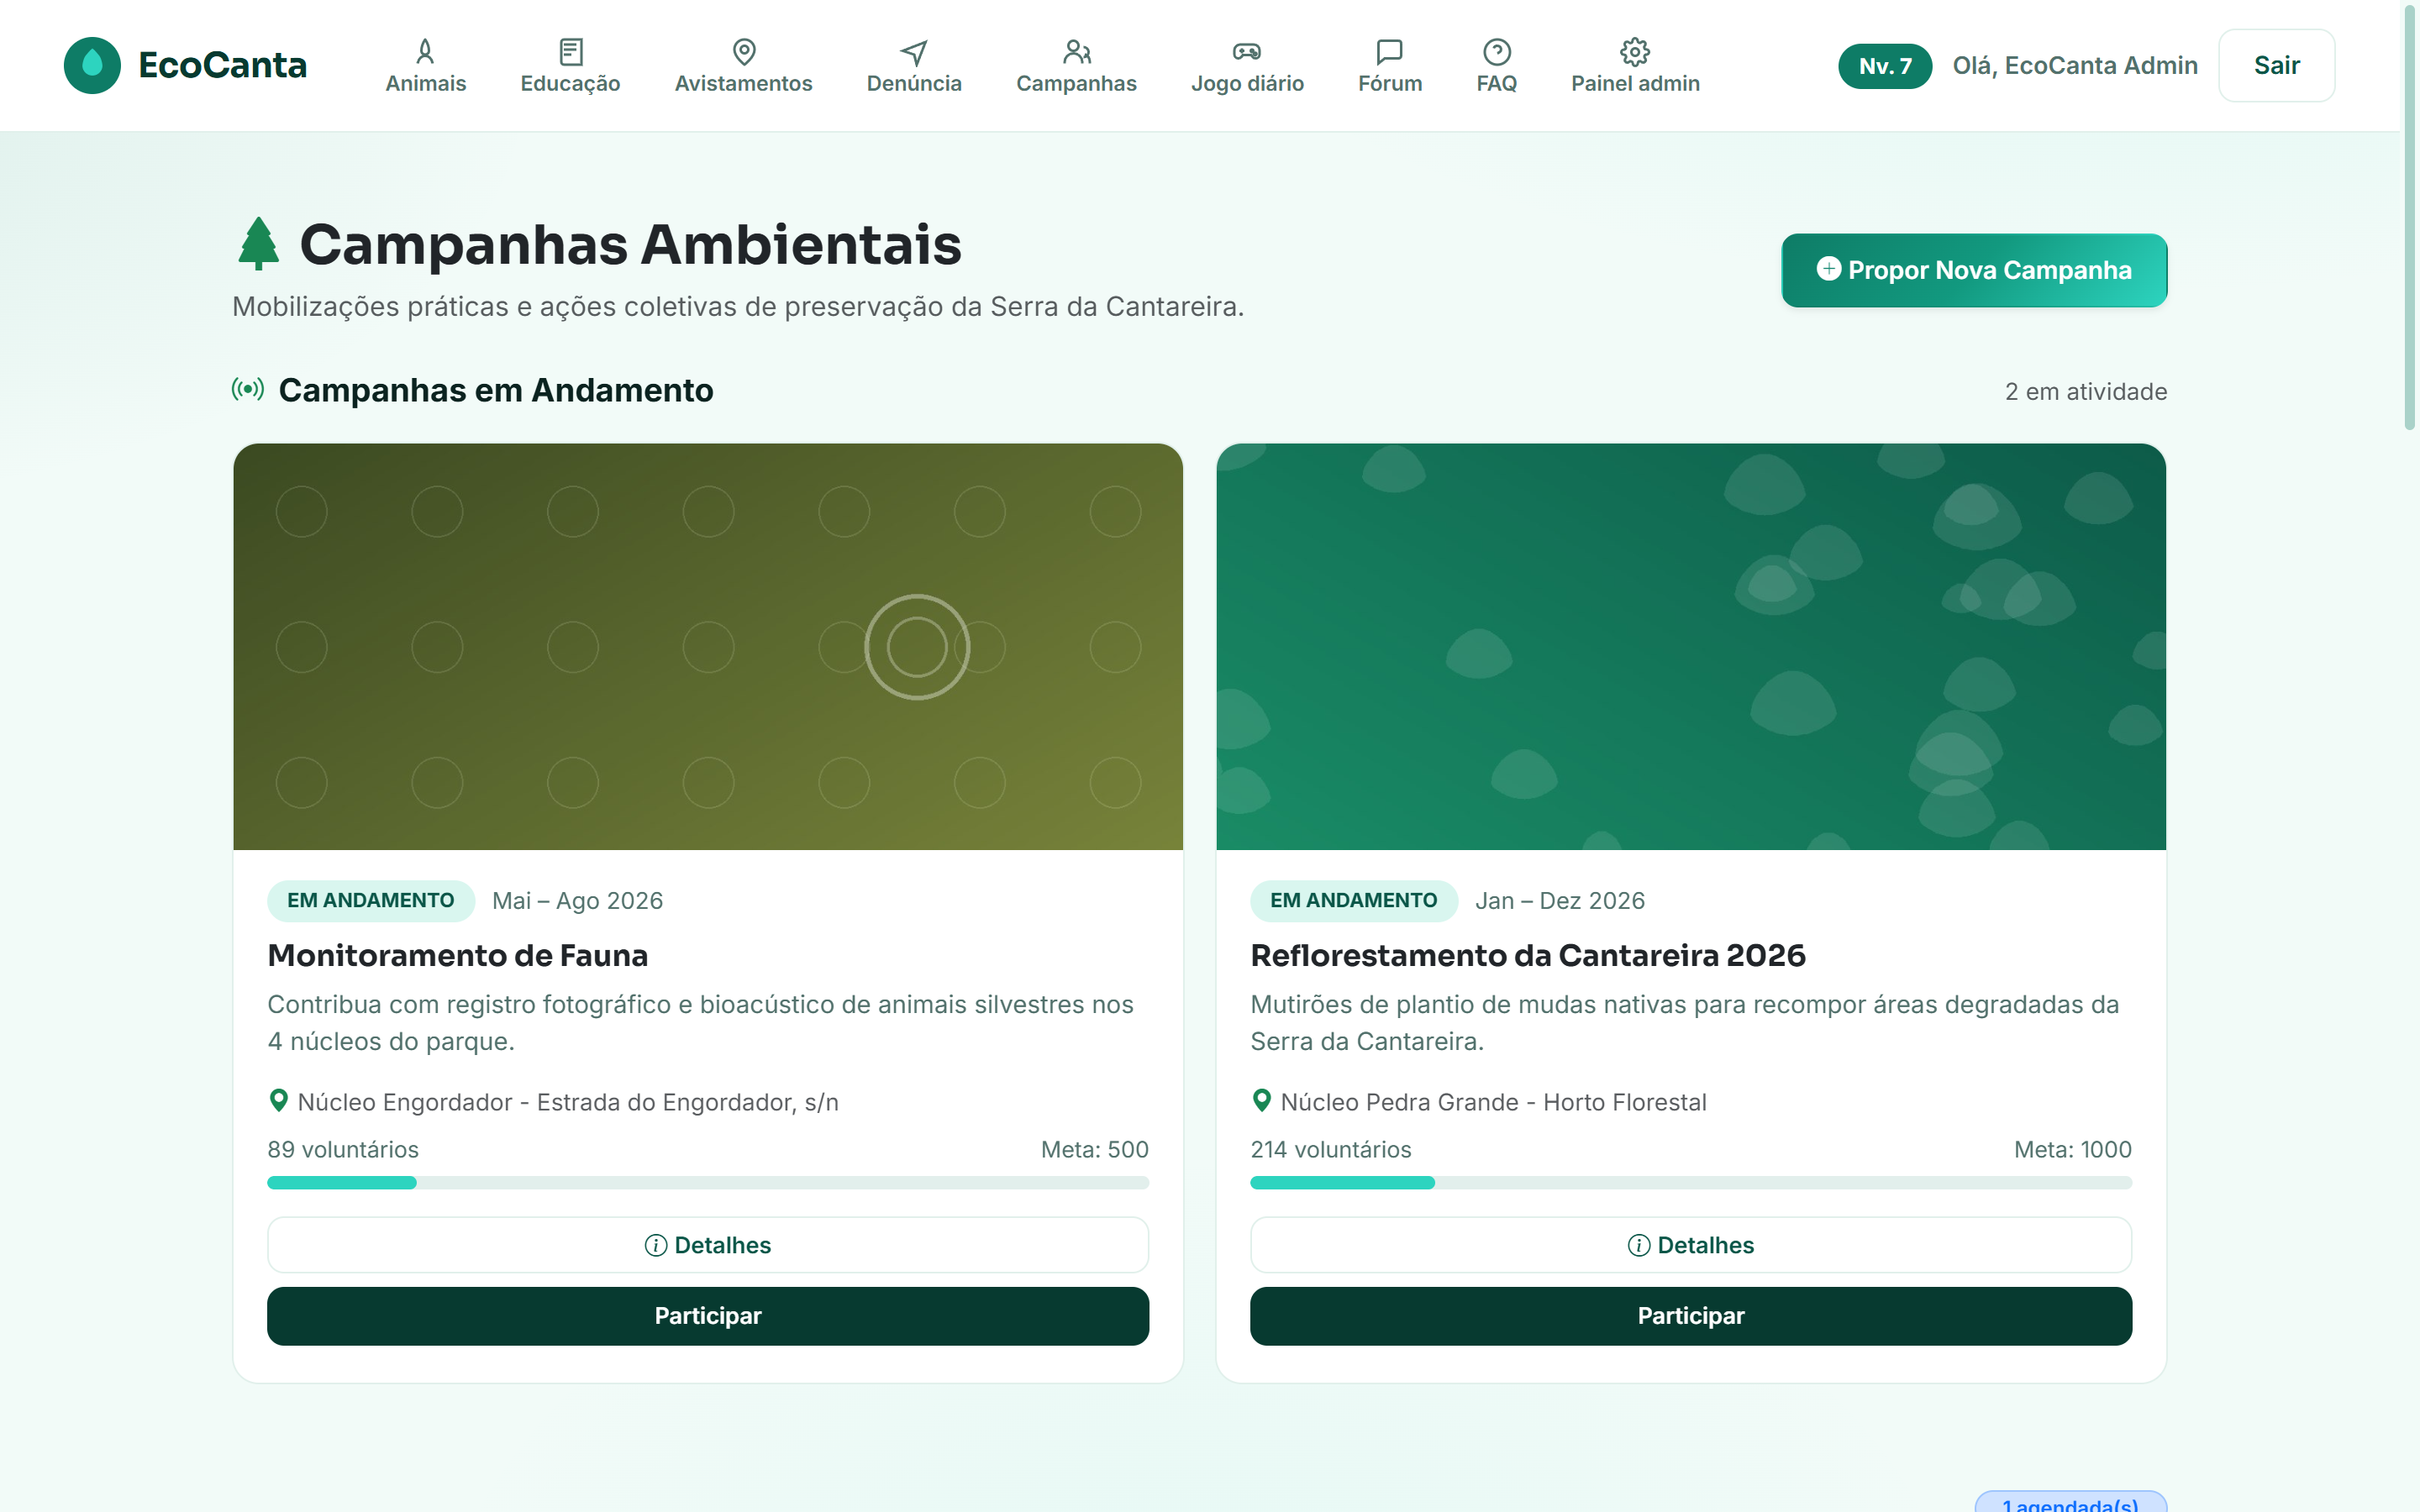 EcoCanta
Animais
Educação
Avistamentos
Denúncia
Campanhas
Jogo diário
Fórum
FAQ
Painel admin
Nv. 7
Olá, EcoCanta Admin
Sair
Campanhas Ambientais
Mobilizações práticas e ações coletivas de preservação da Serra da Cantareira.
Propor Nova Campanha
Campanhas em Andamento
2 em atividade
EM ANDAMENTO Mai – Ago 2026
Monitoramento de Fauna
Contribua com registro fotográfico e bioacústico de animais silvestres nos
4 núcleos do parque.
Núcleo Engordador - Estrada do Engordador, s/n
89 voluntários Meta: 500
Detalhes
Participar
EM ANDAMENTO Jan – Dez 2026
Reflorestamento da Cantareira 2026
Mutirões de plantio de mudas nativas para recompor áreas degradadas da
Serra da Cantareira.
Núcleo Pedra Grande - Horto Florestal
214 voluntários Meta: 1000
Detalhes
Participar
1 agendada(s)